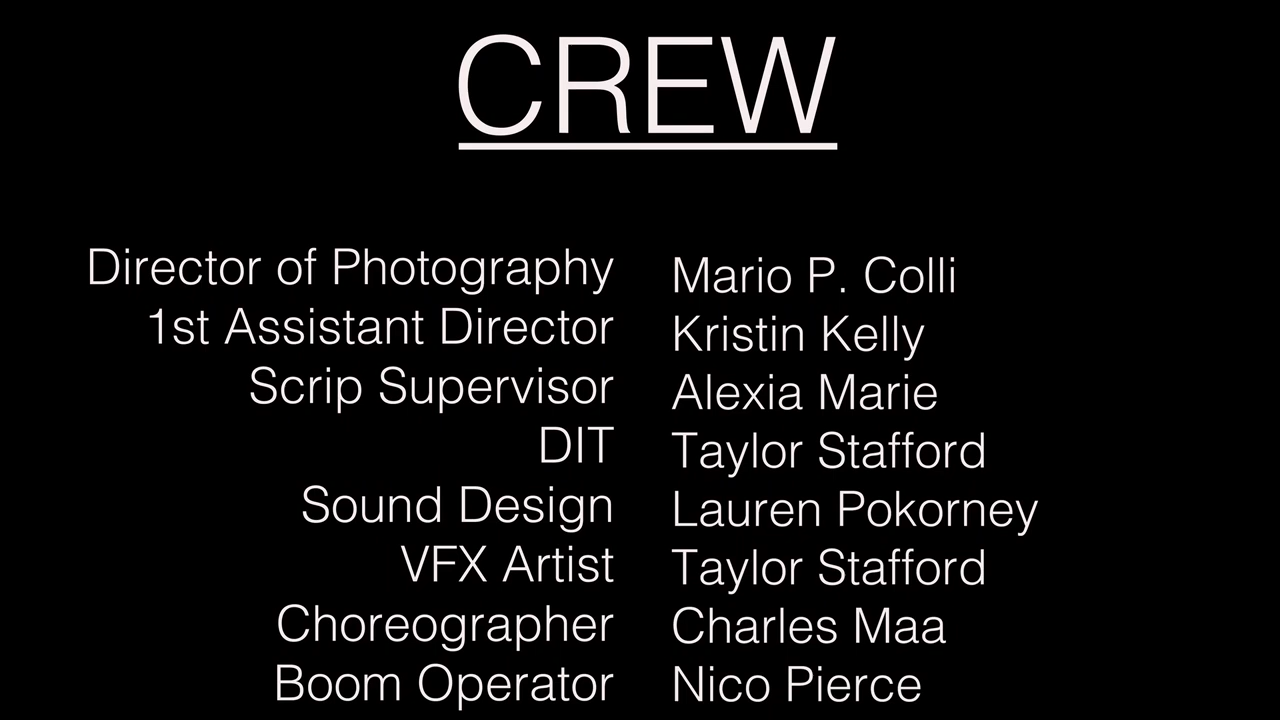 CREW
Director of Photography Mario P. Colli
1st Assistant Director Kristin Kelly
Scrip Supervisor Alexia Marie
DIT Taylor Stafford
Sound Design Lauren Pokorney
VFX Artist Taylor Stafford
Choreographer Charles Maa
Boom Operator Nico Pierce